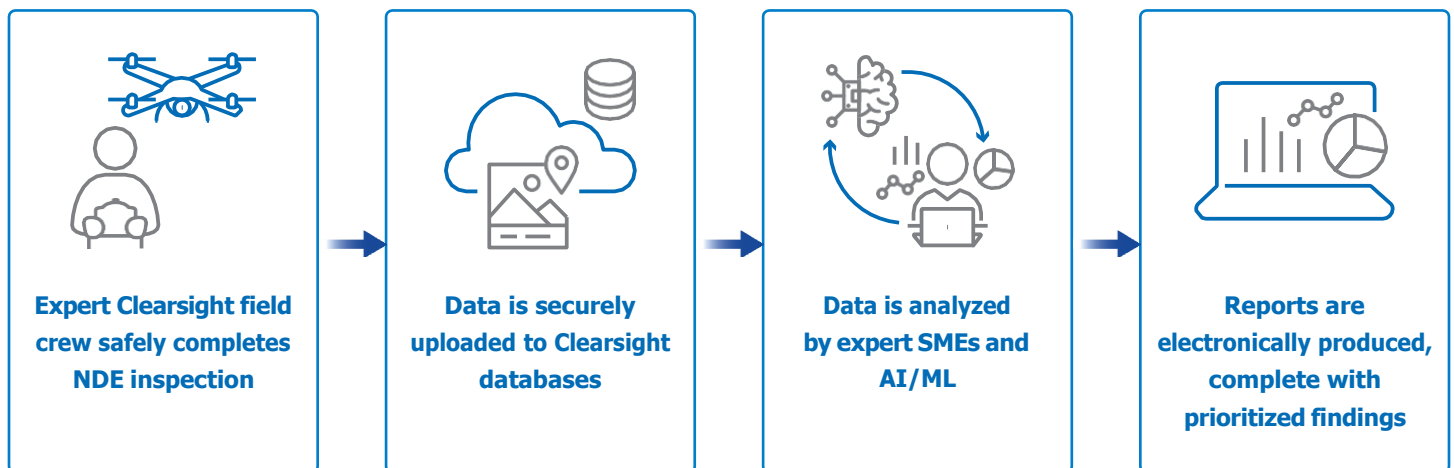 Expert Clearsight field
crew safely completes
NDE inspection
Data is securely
uploaded to Clearsight
databases
Data is analyzed
by expert SMEs and
AI/ML
Reports are
electronically produced,
complete with
prioritized findings